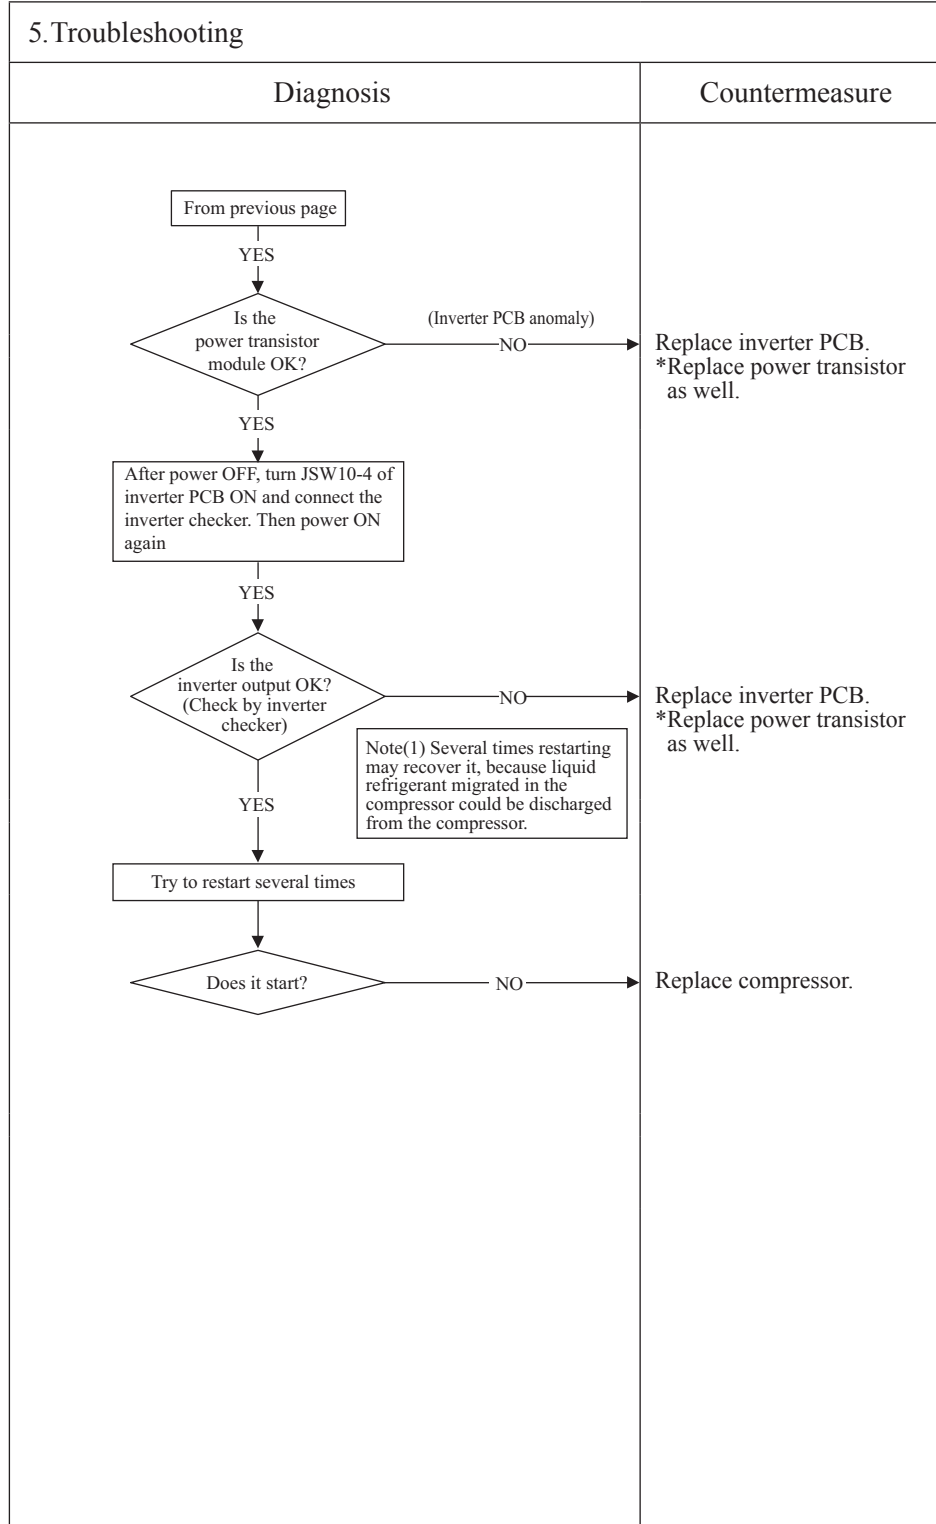 5.Troubleshooting
Diagnosis
Countermeasure
From previous page
YES
Is the
power transistor
module OK?
(Inverter PCB anomaly)
NO
Replace inverter PCB.
*Replace power transistor
as well.
YES
After power OFF, turn JSW10-4 of
inverter PCB ON and connect the
inverter checker. Then power ON
again
YES
Is the
inverter output OK?
(Check by inverter
checker)
NO
Replace inverter PCB.
*Replace power transistor
as well.
Note(1) Several times restarting
may recover it, because liquid
refrigerant migrated in the
compressor could be discharged
from the compressor.
YES
Try to restart several times
Does it start?
NO
Replace compressor.